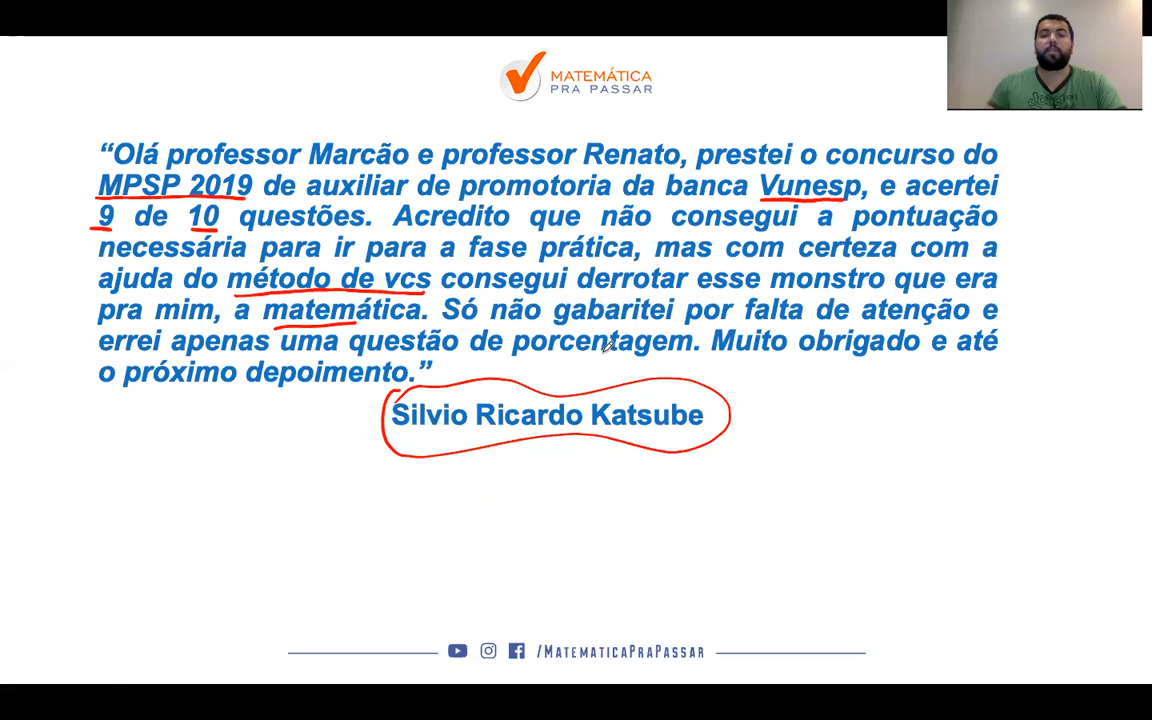 MATEMÁTICA
PRA PASSAR
“Olá professor Marcão e professor Renato, prestei o concurso do
MPSP 2019 de auxiliar de promotoria da banca Vunesp, e acertei
9 de 10 questões. Acredito que não consegui a pontuação
necessária para ir para a fase prática, mas com certeza com a
ajuda do método de vcs consegui derrotar esse monstro que era
pra mim, a matemática. Só não gabaritei por falta de atenção e
errei apenas uma questão de porcentagem. Muito obrigado e até
o próximo depoimento.”
Silvio Ricardo Katsube
/MATEMATICAPRAPASSAR